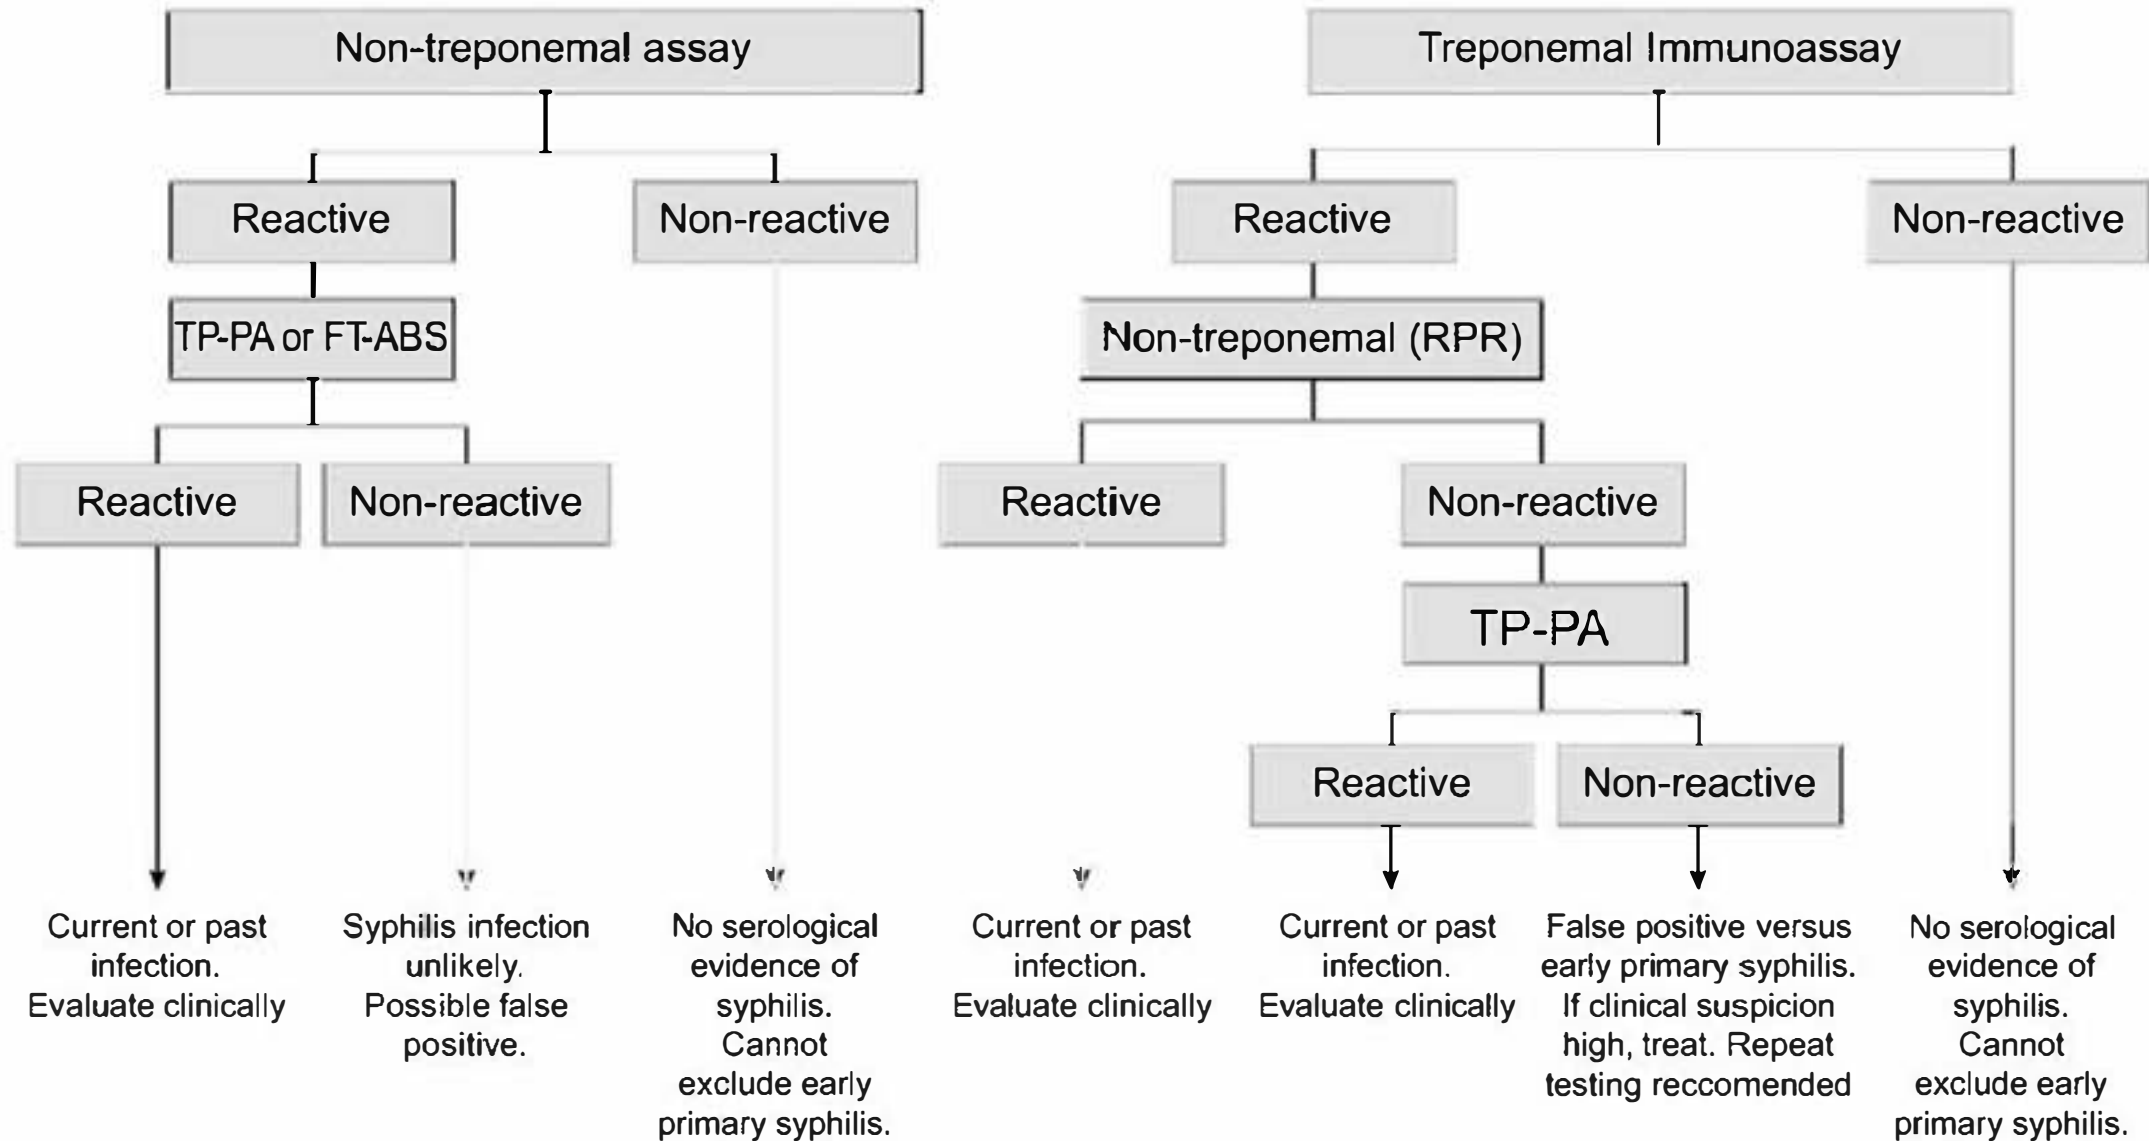 Non-treponemal assay
Reactive
Non-reactive
TP-PA or FT-ABS
Reactive
Non-reactive
Current or past
infection.
Evaluate clinically
Syphilis infection
unlikely.
Possible false
positive.
No serological
evidence of
syphilis.
Cannot
exclude early
primary syphilis.
Treponemal Immunoassay
Reactive
Non-reactive
Non-treponemal (RPR)
Reactive
Non-reactive
TP-PA
Reactive
Non-reactive
Current or past
infection.
Evaluate clinically
Current or past
infection.
Evaluate clinically
False positive versus
early primary syphilis.
If clinical suspicion
high, treat. Repeat
testing reccomended
No serological
evidence of
syphilis.
Cannot
exclude early
primary syphilis.